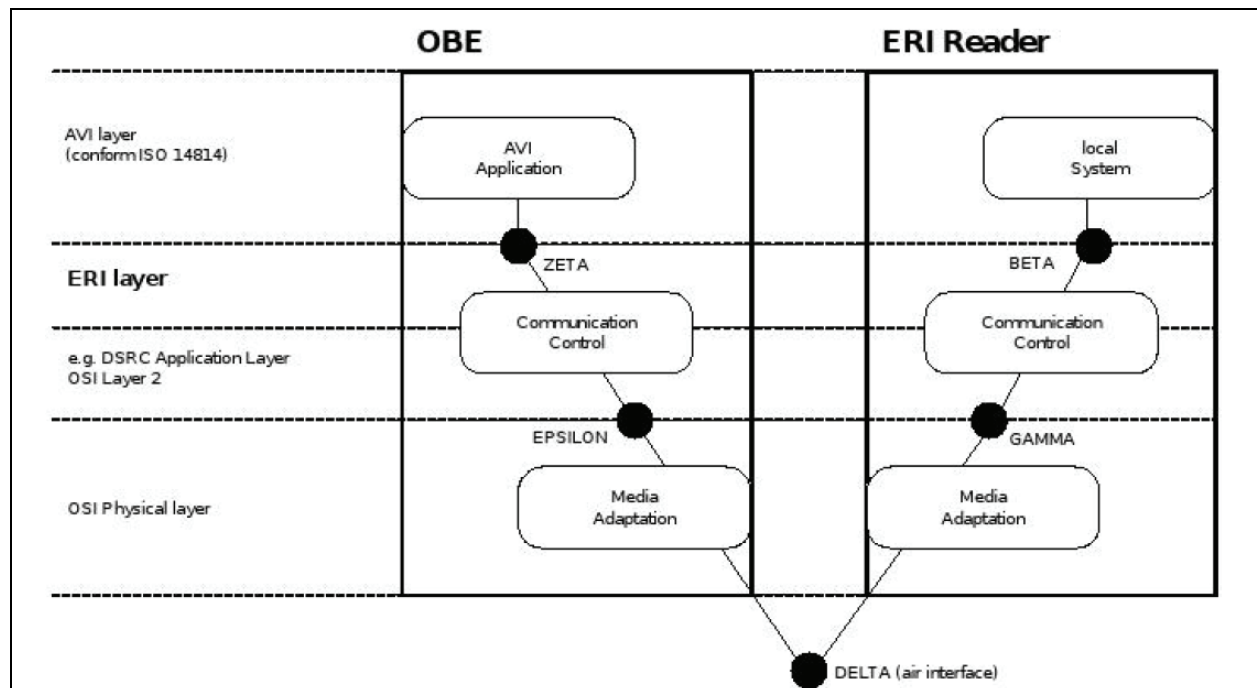 OBE
ERI Reader
AVI layer
(conform ISO 14814)
AVI
Application
local
System
ZETA
BETA
ERI layer
Communication
Control
Communication
Control
e.g. DSRC Application Layer
OSI Layer 2
EPSILON
GAMMA
OSI Physical layer
Media
Adaptation
Media
Adaptation
DELTA (air interface)